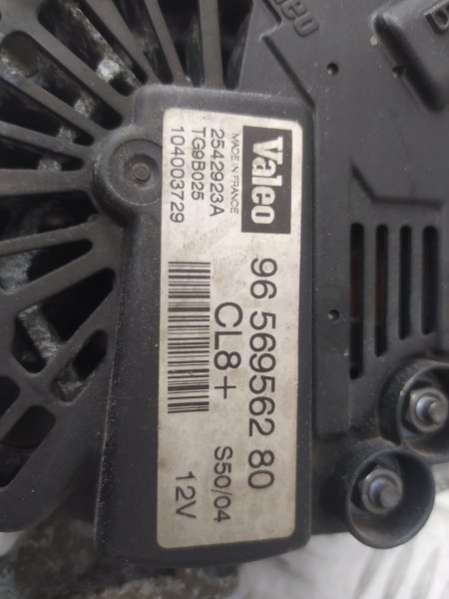 Valeo
MADE IN FRANCE
2542923A
TG9B025
104003729
96 569562 80
CL8+
S50/04
12V